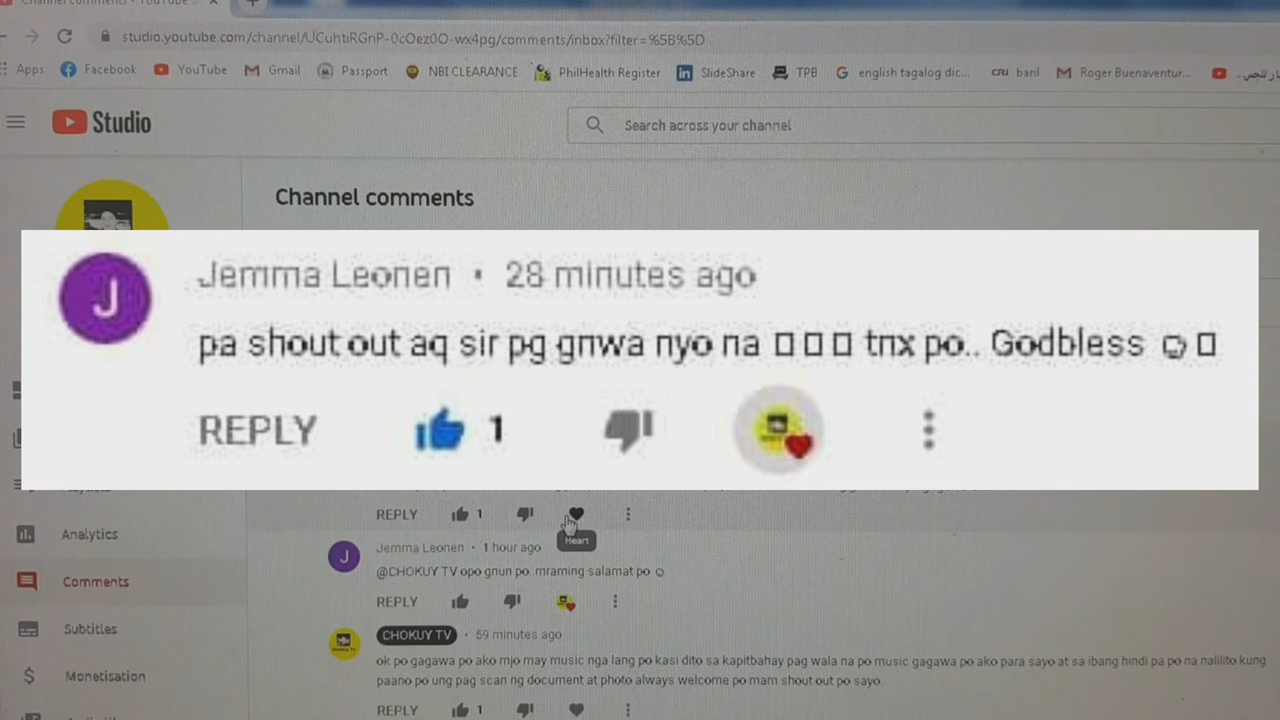 studio.youtube.com/channel/UCuhtiRGnP-0cOez0O-wx4pg/comments/inbox?filter=%5B%5D
Apps Facebook YouTube Gmail Passport NBI CLEARANCE PhilHealth Register SlideShare TPB english tagalog dic... baril Roger Buenaventur...
Studio
Search across your channel
Channel comments
J
Jemma Leonen · 28 minutes ago
pa shout out aq sir pg gnwa nyo na □□□ tnx po.. Godbless ☺□
REPLY 1
REPLY 1
Heart
J
Jemma Leonen · 1 hour ago
@CHOKUY TV opo gnun po..mraming salamat po ☺
REPLY
CHOKUY TV · 59 minutes ago
ok po gagawa po ako mjo may music nga lang po kasi dito sa kapitbahay pag wala na po music gagawa po ako para sayo at sa ibang hindi pa po na nalilito kung
paano po ung pag scan ng document at photo always welcome po mam shout out po sayo
REPLY 1
Analytics
Comments
Subtitles
Monetisation